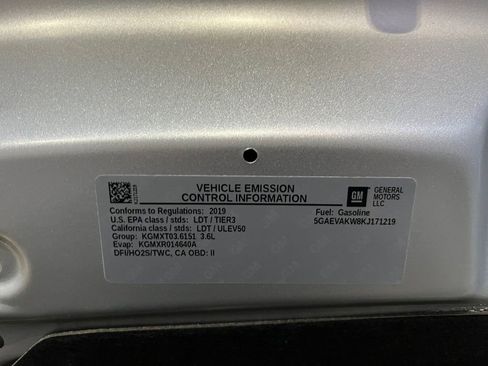 VEHICLE EMISSION
CONTROL INFORMATION
GM
GENERAL
MOTORS
LLC
Conforms to Regulations: 2019
U.S. EPA class / stds: LDT / TIER3
California class / stds: LDT / ULEV50
Group: KGMXT03.6151 3.6L
Evap: KGMXR014640A
DFI/HO2S/TWC, CA OBD: II
Fuel: Gasoline
5GAEVAKW8KJ171219